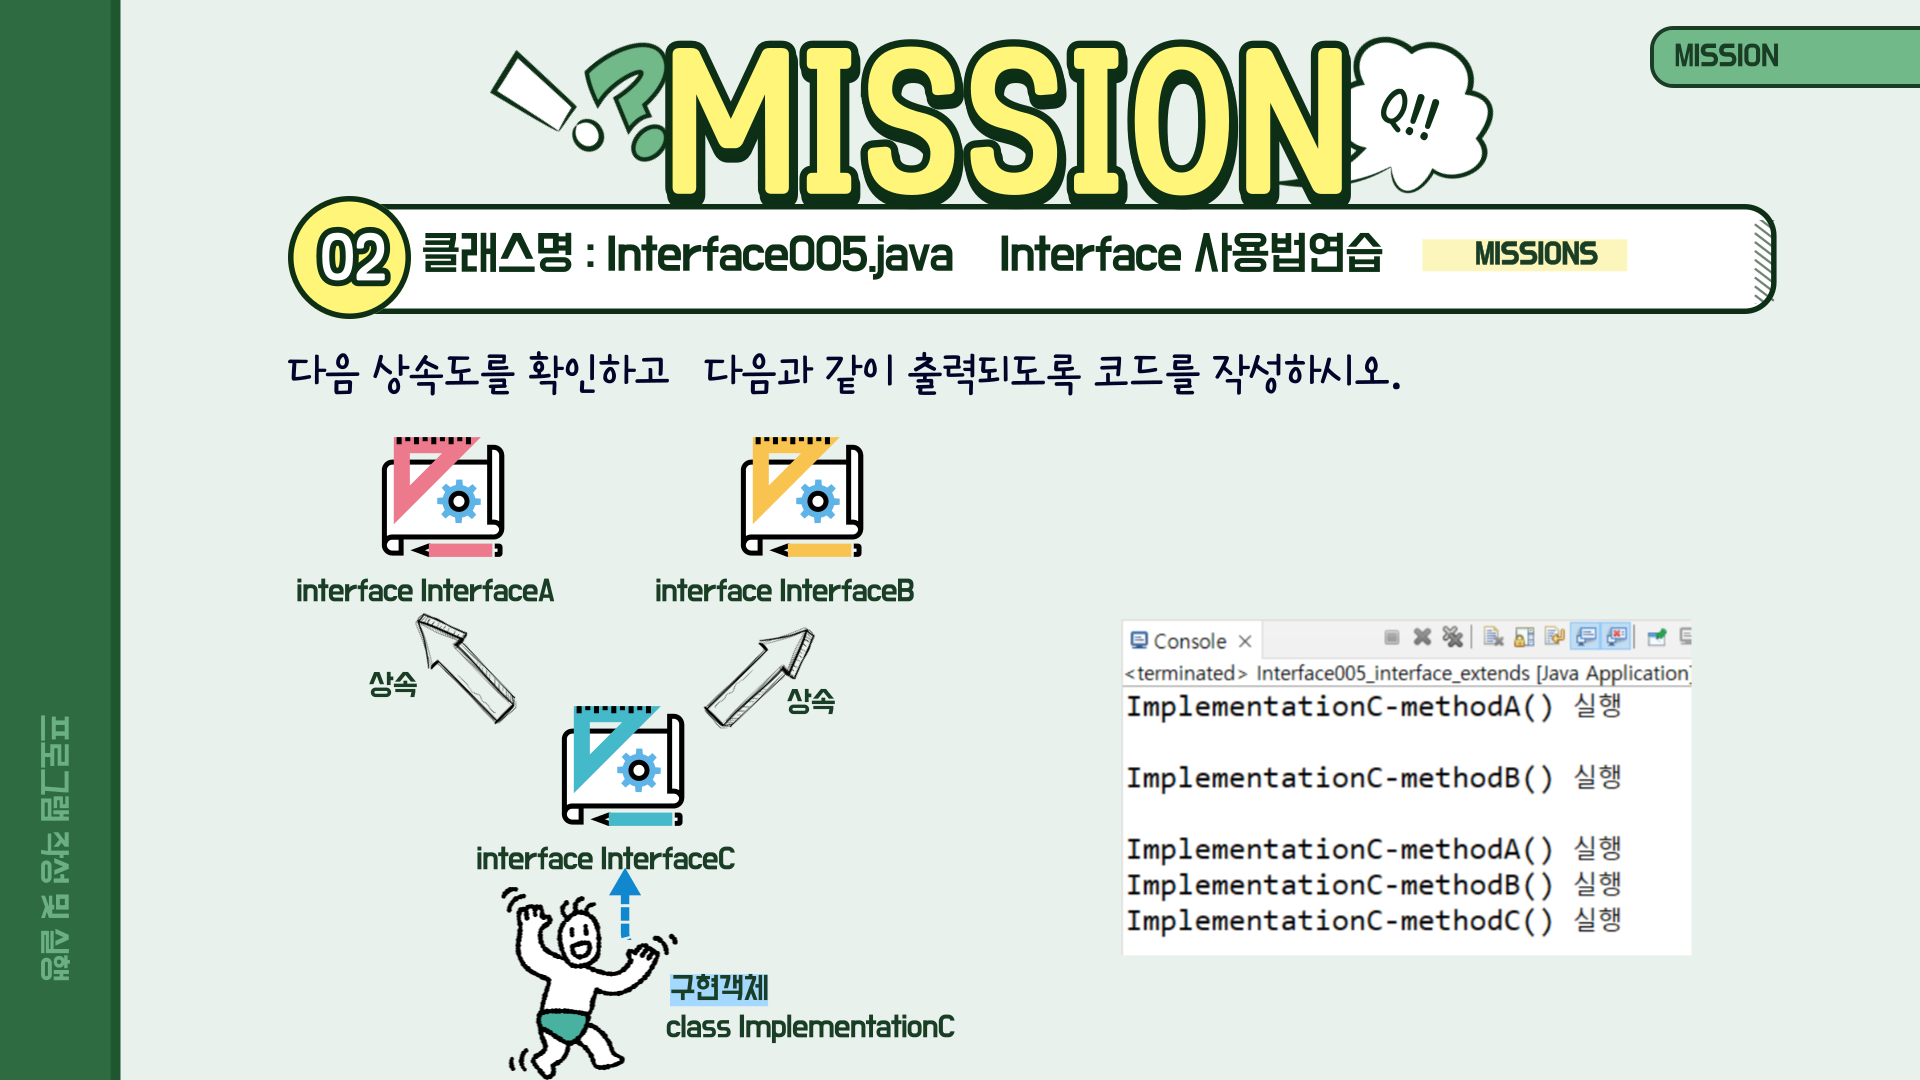 MISSION
MISSION
Q!!
02
클래스명 : Interface005.java Interface 사용법연습
MISSIONS
다음 상속도를 확인하고 다음과 같이 출력되도록 코드를 작성하시오.
interface InterfaceA
interface InterfaceB
상속
상속
interface InterfaceC
구현객체
class ImplementationC
Console
<terminated> Interface005_interface_extends [Java Application]
ImplementationC-methodA() 실행
ImplementationC-methodB() 실행
ImplementationC-methodA() 실행
ImplementationC-methodB() 실행
ImplementationC-methodC() 실행
프로그램 작성 및 실행